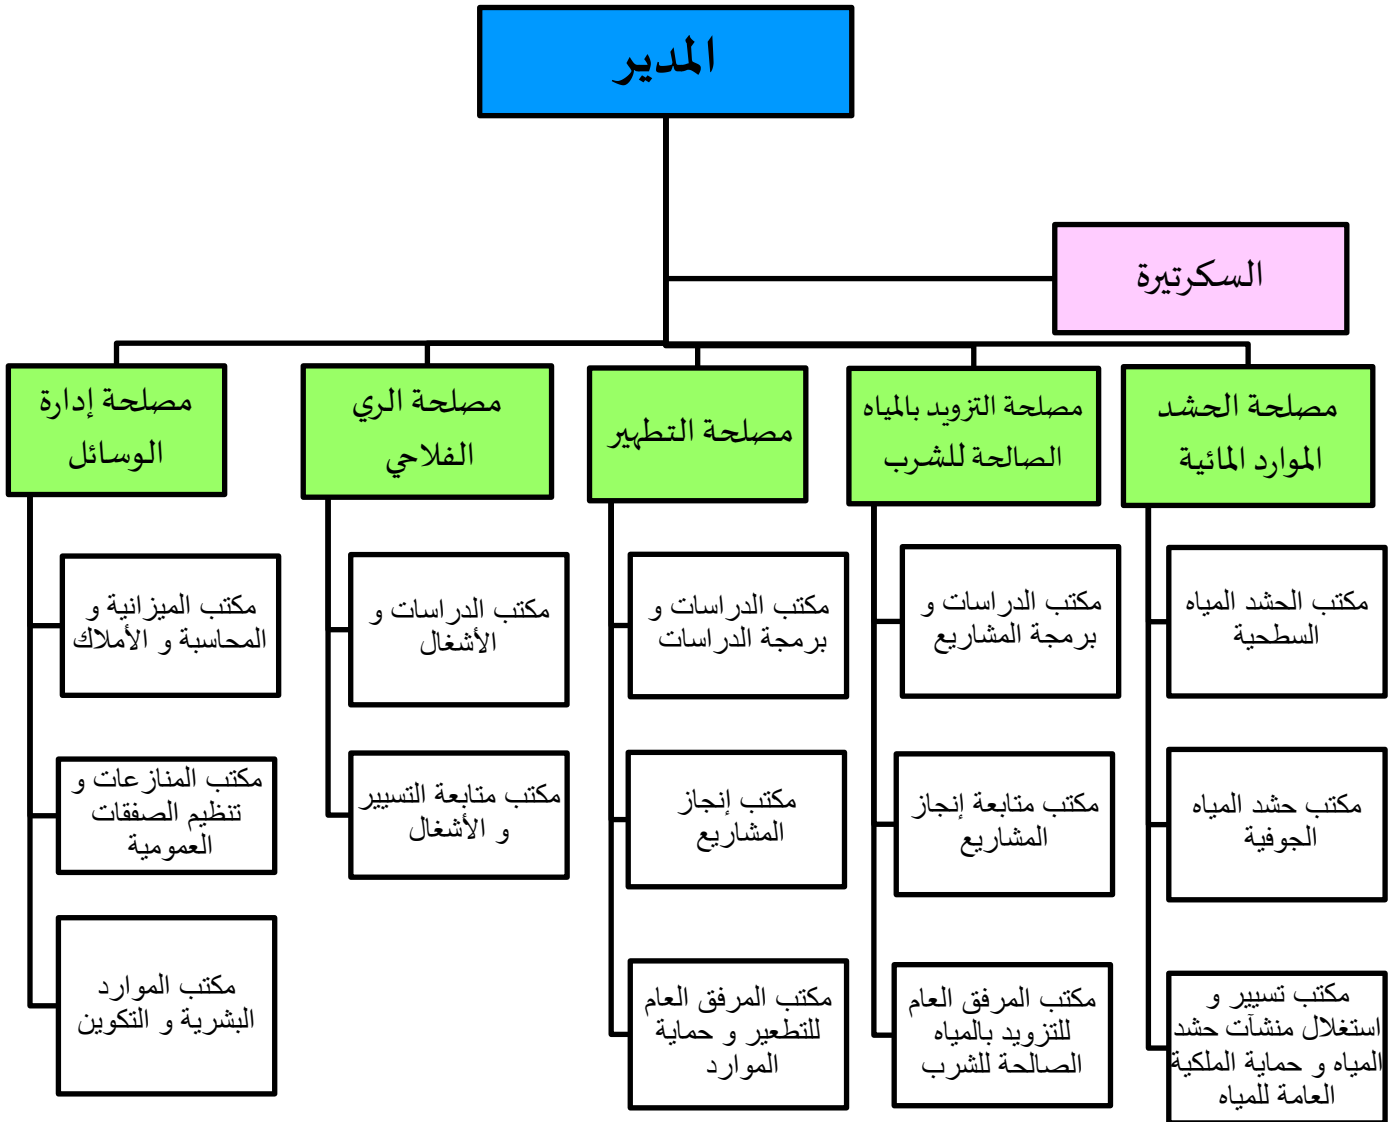 المدير
السكرتيرة
مصلحة الحشد
الموارد المائية
مصلحة التزويد بالمياه
الصالحة للشرب
مصلحة التطهير
مصلحة الري
الفلاحي
مصلحة إدارة
الوسائل
مكتب الحشد المياه
السطحية
مكتب حشد المياه
الجوفية
مكتب تسيير و
استغلال منشآت حشد
المياه و حماية الملكية
العامة للمياه
مكتب الدراسات و
برمجة المشاريع
مكتب متابعة إنجاز
المشاريع
مكتب المرفق العام
للتزويد بالمياه
الصالحة للشرب
مكتب الدراسات و
برمجة الدراسات
مكتب إنجاز
المشاريع
مكتب المرفق العام
للتطعير و حماية
الموارد
مكتب الدراسات و
الأشغال
مكتب متابعة التسيير
و الأشغال
مكتب الميزانية و
المحاسبة و الأملاك
مكتب المنازعات و
تنظيم الصفقات
العمومية
مكتب الموارد
البشرية و التكوين